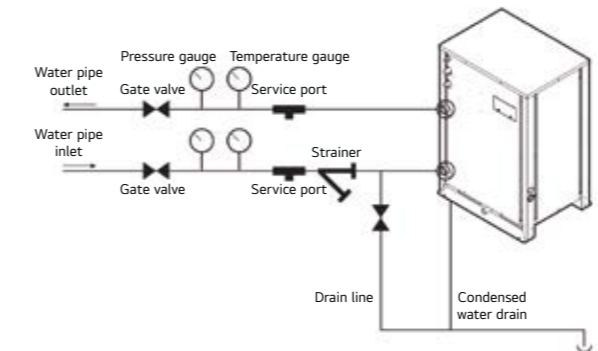 Pressure gauge Temperature gauge
Water pipe
outlet
Gate valve Service port
Water pipe
inlet
Strainer
Gate valve Service port
Drain line
Condensed
water drain